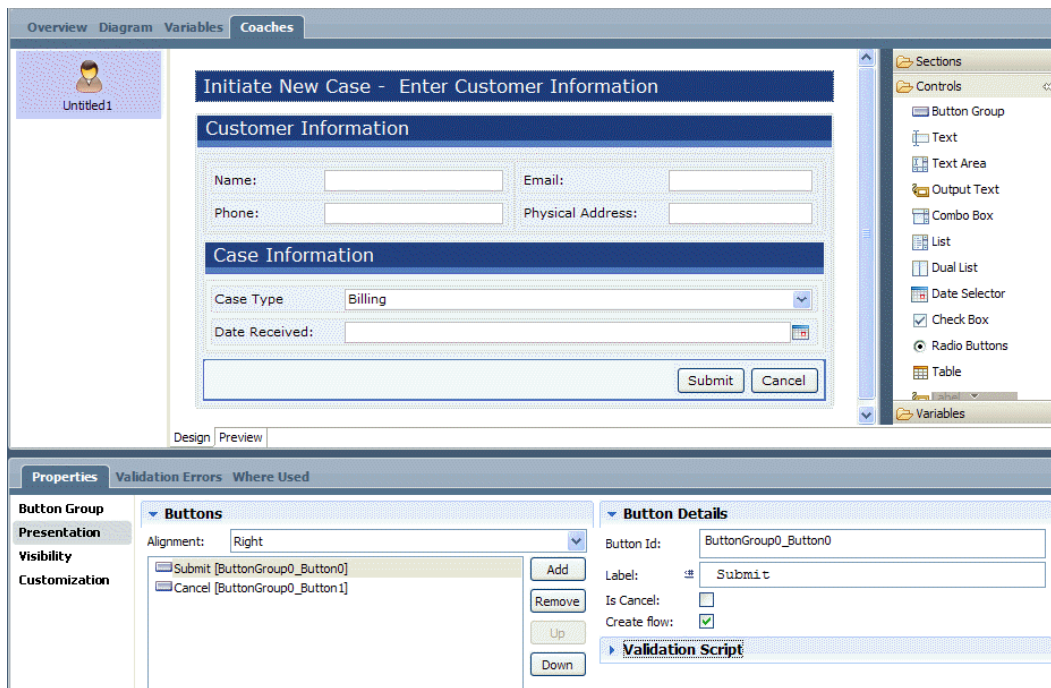 Overview Diagram Variables Coaches
Untitled1
Initiate New Case - Enter Customer Information
Customer Information
Name: Email:
Phone: Physical Address:
Case Information
Case Type Billing
Date Received:
Submit Cancel
Design Preview
Sections
Controls
Button Group
Text
Text Area
Output Text
Combo Box
List
Dual List
Date Selector
Check Box
Radio Buttons
Table
Label
Variables
Properties Validation Errors Where Used
Button Group
Presentation
Visibility
Customization
Buttons
Alignment: Right
Submit [ButtonGroup0_Button0]
Cancel [ButtonGroup0_Button1]
Add
Remove
Up
Down
Button Details
Button Id: ButtonGroup0_Button0
Label: Submit
Is Cancel:
Create flow:
Validation Script